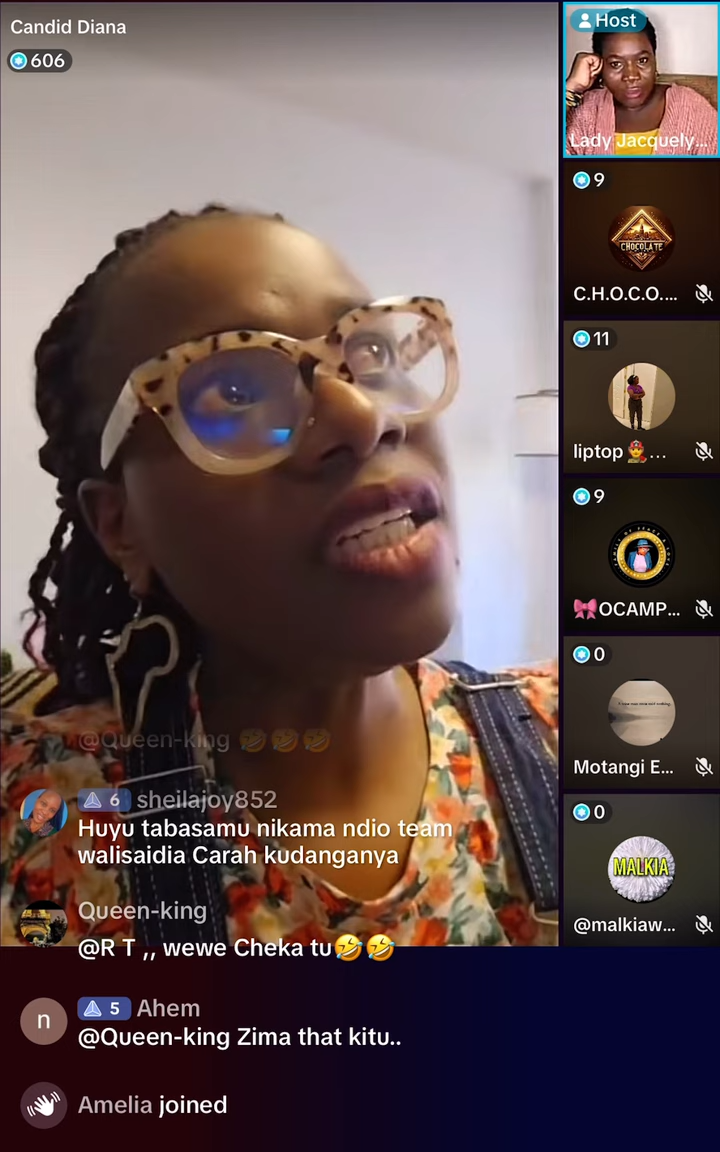 Candid Diana
606
Host
Lady Jacquely...
9
CHOCOLATE
C.H.O.C.O....
11
liptop 👩‍🚒...
9
🎀OCAMP...
0
Motangi E...
0
MALKIA
@malkiaw...
@Queen-king 🤣🤣🤣
6 sheilajoy852
Huyu tabasamu nikama ndio team
walisaidia Carah kudanganya
Queen-king
@R T ,, wewe Cheka tu🤣🤣
n
5 Ahem
@Queen-king Zima that kitu..
Amelia joined